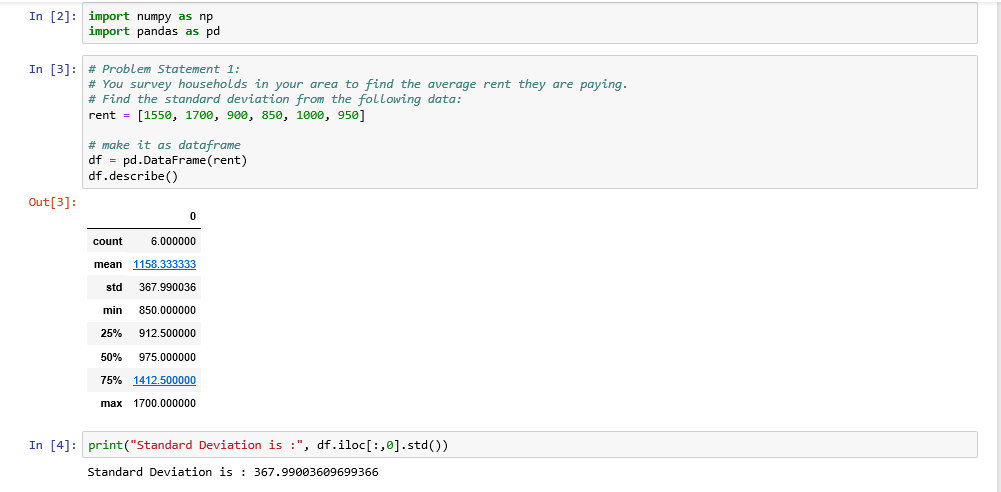 In [2]: import numpy as np
import pandas as pd
In [3]: # Problem Statement 1:
# You survey households in your area to find the average rent they are paying.
# Find the standard deviation from the following data:
rent = [1550, 1700, 900, 850, 1000, 950]
# make it as dataframe
df = pd.DataFrame(rent)
df.describe()
Out[3]:
0
count 6.000000
mean 1158.333333
std 367.990036
min 850.000000
25% 912.500000
50% 975.000000
75% 1412.500000
max 1700.000000
In [4]: print("Standard Deviation is :", df.iloc[:,0].std())
Standard Deviation is : 367.99003609699366